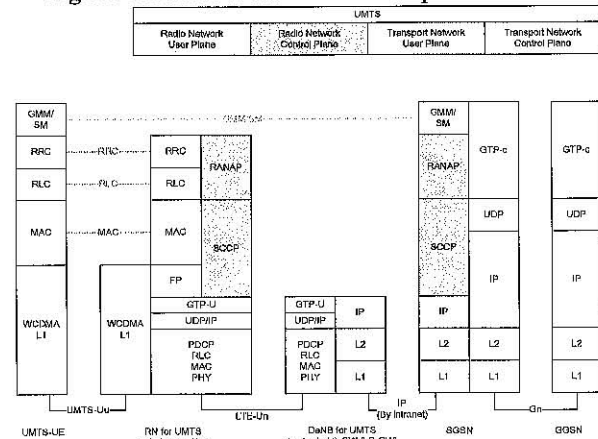 UMTS
Radio Network User Plane
Radio Network Control Plane
Transport Network User Plane
Transport Network Control Plane
GMM/ SM
RRC
RLC
MAC
WCDMA L1
GMM/SM
RRC
RLC
MAC
WCDMA L1
RRC
RLC
MAC
FP
RANAP
SCCP
GTP-U
UDP/IP
PDCP
RLC
MAC
PHY
GTP-U
UDP/IP
PDCP
RLC
MAC
PHY
IP
L2
L1
GMM/ SM
RANAP
SCCP
IP
L2
L1
GTP-c
UDP
IP
L2
L1
GTP-c
UDP
IP
L2
L1
UMTS-Uu
LTE-Un
IP
(By Intranet)
Gn
UMTS-UE
RN for UMTS
DeNB for UMTS
SGSN
GGSN